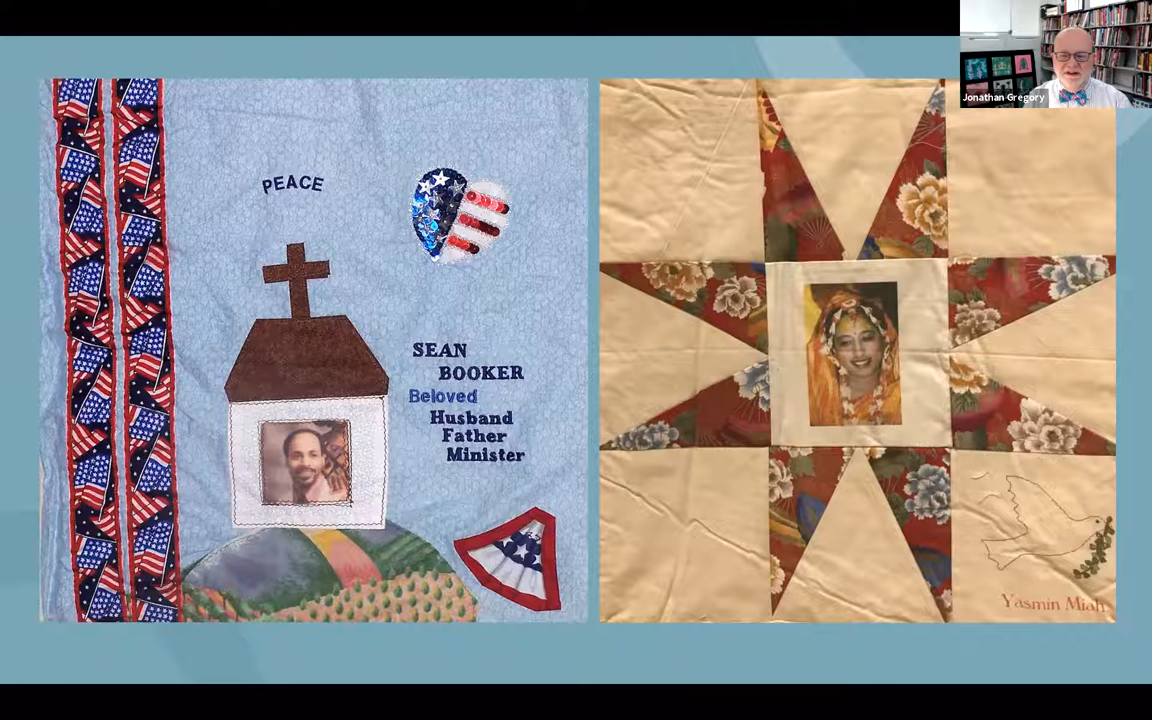 Jonathan Gregory
PEACE
SEAN
BOOKER
Beloved
Husband
Father
Minister
Yasmin Miah